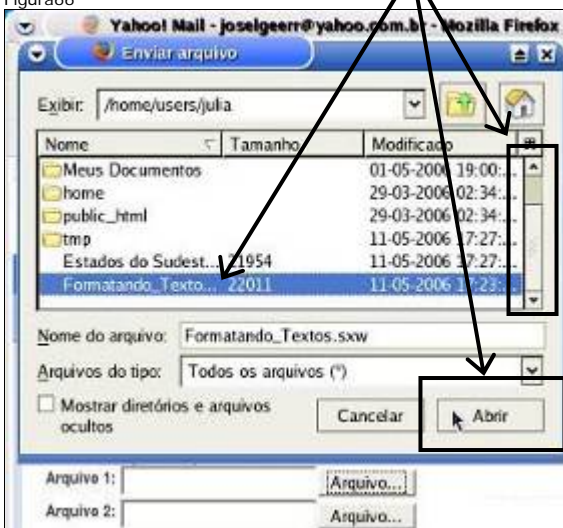 Figura86
Yahoo! Mail - joselgeerr@yahoo.com.br - Mozilla Firefox
Enviar arquivo
Exibir: /home/users/julia
Nome Tamanho Modificado
Meus Documentos 01-05-2006 19:00:...
home 29-03-2006 02:34:...
public_html 29-03-2006 02:34:...
tmp 11-05-2006 17:27:...
Estados do Sudest... 21954 11-05-2006 17:27:...
Formatando_Texto... 22011 11-05-2006 17:23:...
Nome do arquivo: Formatando_Textos.sxw
Arquivos do tipo: Todos os arquivos (*)
Mostrar diretórios e arquivos
ocultos
Cancelar Abrir
Arquivo 1: Arquivo...
Arquivo 2: Arquivo...